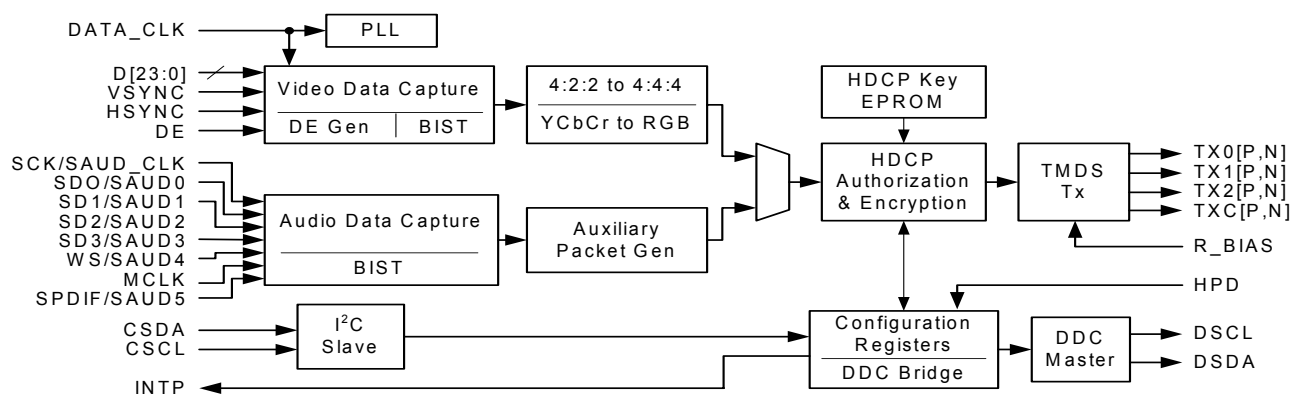 DATA_CLK
PLL
D[23:0]
VSYNC
HSYNC
DE
Video Data Capture
DE Gen
BIST
4:2:2 to 4:4:4
YCbCr to RGB
HDCP Key
EPROM
SCK/SAUD_CLK
SDO/SAUD0
SD1/SAUD1
SD2/SAUD2
SD3/SAUD3
WS/SAUD4
MCLK
SPDIF/SAUD5
Audio Data Capture
BIST
Auxiliary
Packet Gen
HDCP
Authorization
& Encryption
TMDS
Tx
TX0[P,N]
TX1[P,N]
TX2[P,N]
TXC[P,N]
R_BIAS
HPD
CSDA
CSCL
I²C
Slave
Configuration
Registers
DDC Bridge
DDC
Master
DSCL
DSDA
INTP